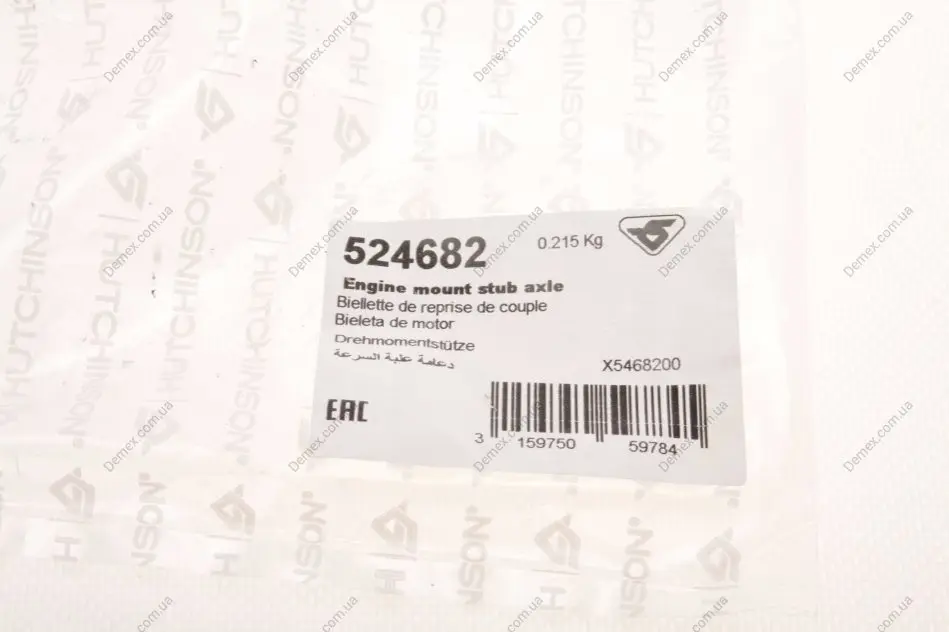 524682
0.215 Kg
Engine mount stub axle
Biellette de reprise de couple
Bieleta de motor
Drehmomentstütze
دعامة علبة السرعة
X5468200
EAC
3 159750 59784
HUTCHINSON
Demex.com.ua